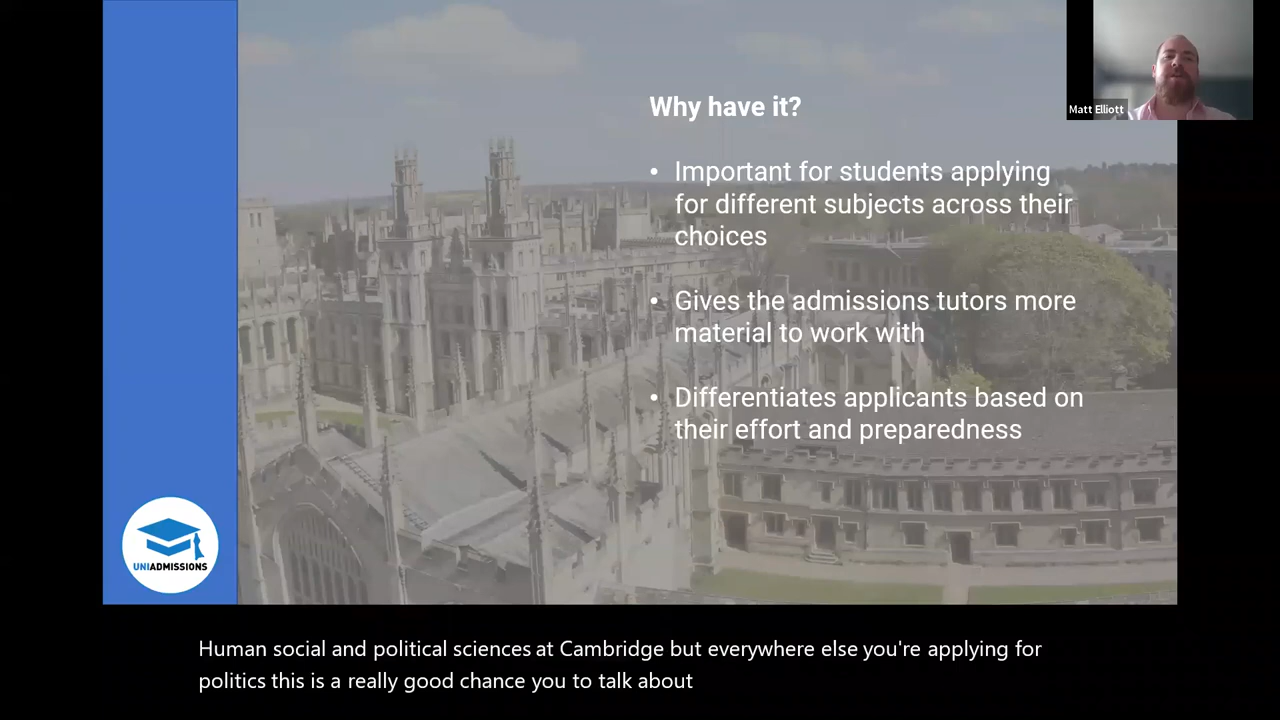 Why have it?
Matt Elliott
• Important for students applying
for different subjects across their
choices
• Gives the admissions tutors more
material to work with
• Differentiates applicants based on
their effort and preparedness
UNIADMISSIONS
Human social and political sciences at Cambridge but everywhere else you're applying for
politics this is a really good chance you to talk about